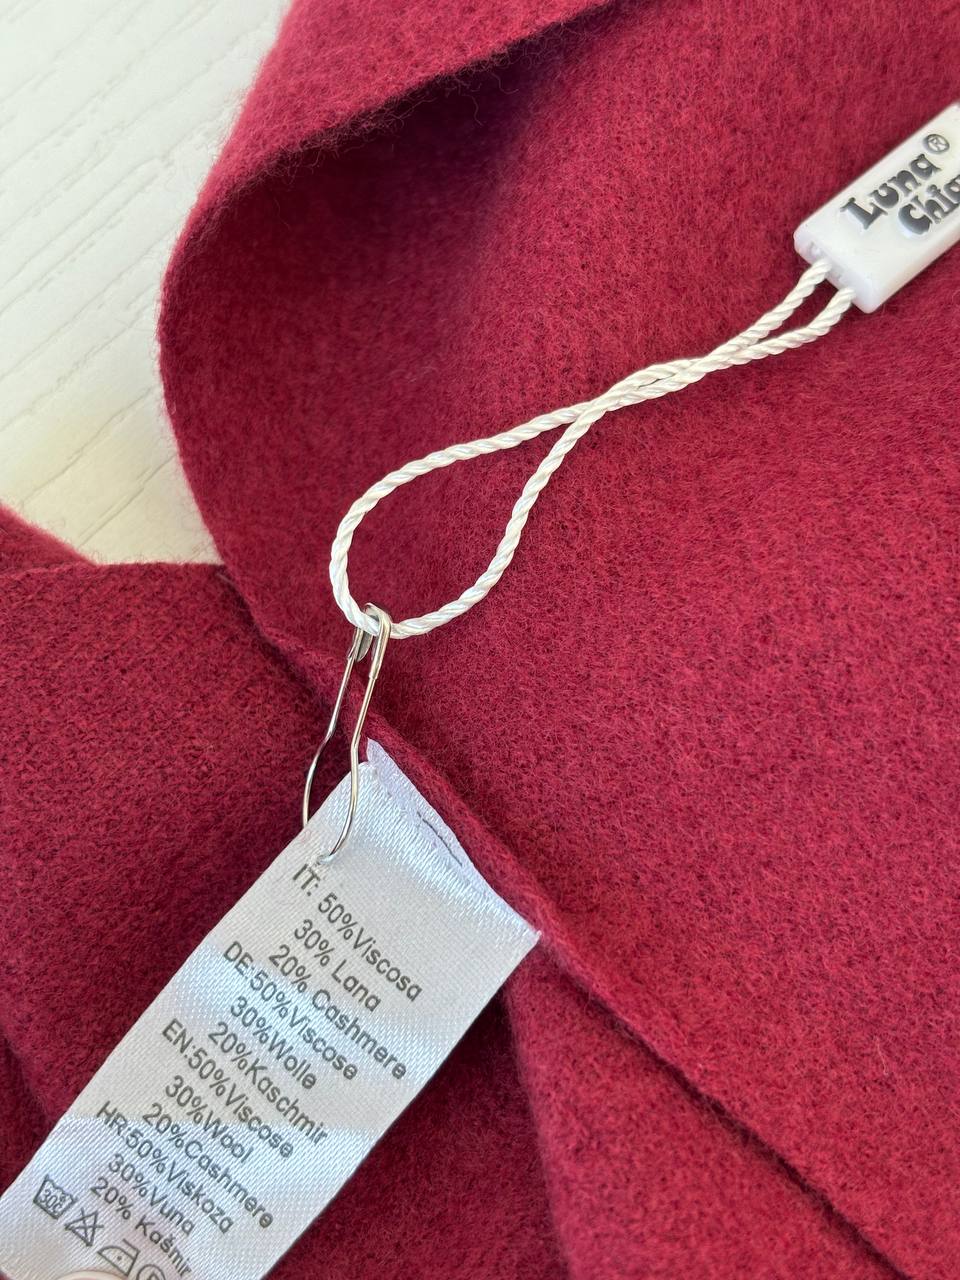 Luna ®
IT: 50%Viscosa
30% Lana
20% Cashmere
DE:50%Viscose
30%Wolle
20%Kaschmir
EN:50%Viscose
30%Wool
20%Cashmere
HR:50%Viskoza
30%Vuna
20% Kašmir
30°